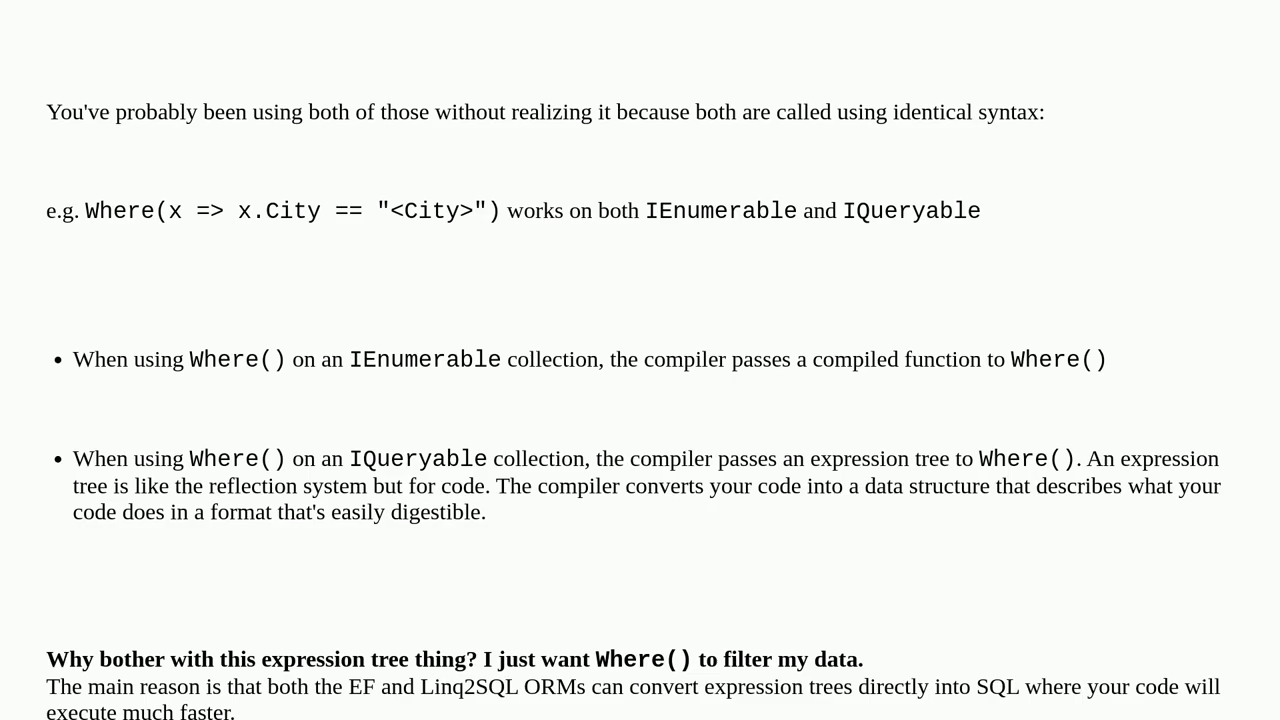 You've probably been using both of those without realizing it because both are called using identical syntax:
e.g. Where(x => x.City == "<City>") works on both IEnumerable and IQueryable
• When using Where() on an IEnumerable collection, the compiler passes a compiled function to Where()
• When using Where() on an IQueryable collection, the compiler passes an expression tree to Where(). An expression
tree is like the reflection system but for code. The compiler converts your code into a data structure that describes what your
code does in a format that's easily digestible.
Why bother with this expression tree thing? I just want Where() to filter my data.
The main reason is that both the EF and Linq2SQL ORMs can convert expression trees directly into SQL where your code will
execute much faster.